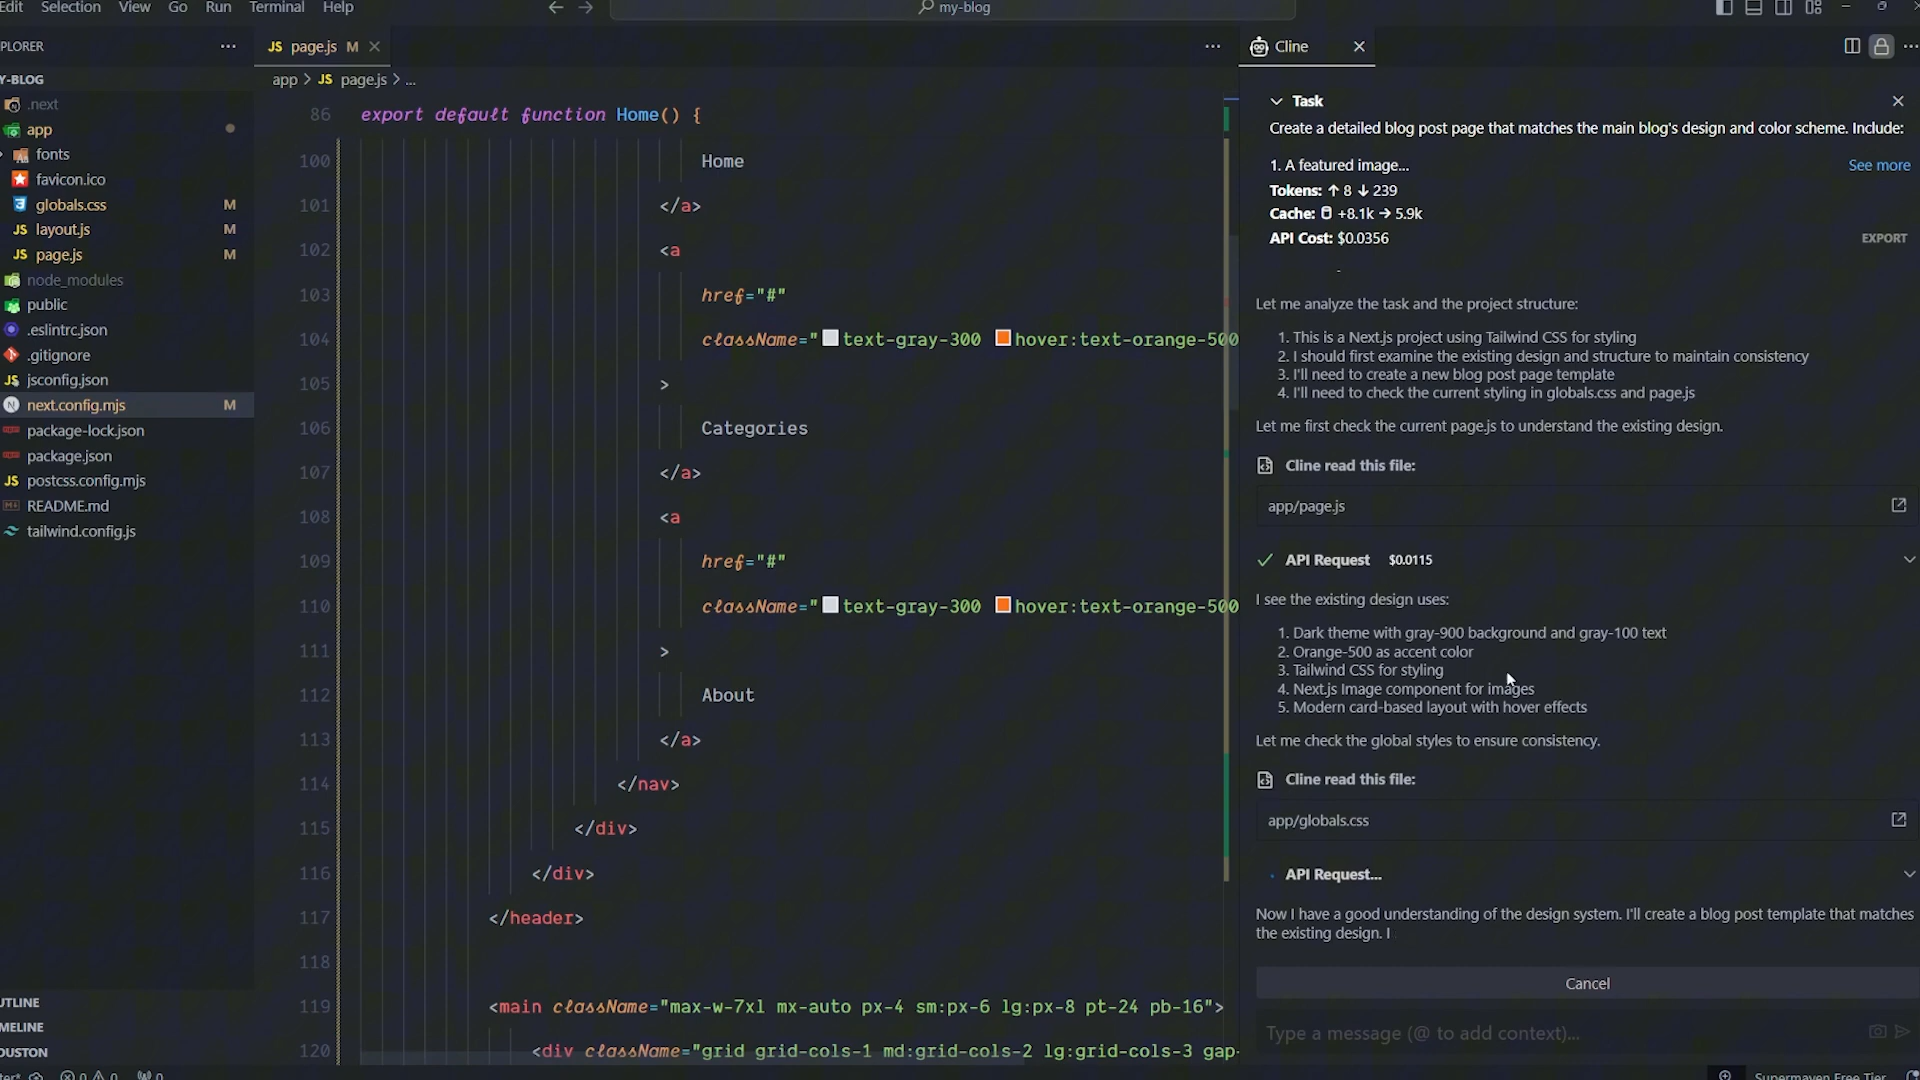 Edit Selection View Go Run Terminal Help
my-blog
PLORER
JS page.js M
Cline
Y-BLOG
.next
app
fonts
favicon.ico
globals.css M
JS layout.js M
JS page.js M
node_modules
public
.eslintrc.json
.gitignore
JS jsconfig.json
N next.config.mjs M
package-lock.json
package.json
JS postcss.config.mjs
README.md
tailwind.config.js
UTLINE
MELINE
OUSTON
app > JS page.js > ...
86 export default function Home() {
100 Home
101 </a>
102 <a
103 href="#"
104 className="text-gray-300 hover:text-orange-500
105 >
106 Categories
107 </a>
108 <a
109 href="#"
110 className="text-gray-300 hover:text-orange-500
111 >
112 About
113 </a>
114 </nav>
115 </div>
116 </div>
117 </header>
118
119 <main className="max-w-7xl mx-auto px-4 sm:px-6 lg:px-8 pt-24 pb-16">
120 <div className="grid grid-cols-1 md:grid-cols-2 lg:grid-cols-3 gap-
Task
Create a detailed blog post page that matches the main blog's design and color scheme. Include:
1. A featured image...
See more
Tokens: ↑ 8 ↓ 239
Cache: +8.1k → 5.9k
API Cost: $0.0356
EXPORT
Let me analyze the task and the project structure:
1. This is a Next.js project using Tailwind CSS for styling
2. I should first examine the existing design and structure to maintain consistency
3. I'll need to create a new blog post page template
4. I'll need to check the current styling in globals.css and page.js
Let me first check the current page.js to understand the existing design.
Cline read this file:
app/page.js
API Request $0.0115
I see the existing design uses:
1. Dark theme with gray-900 background and gray-100 text
2. Orange-500 as accent color
3. Tailwind CSS for styling
4. Next.js Image component for images
5. Modern card-based layout with hover effects
Let me check the global styles to ensure consistency.
Cline read this file:
app/globals.css
API Request...
Now I have a good understanding of the design system. I'll create a blog post template that matches
the existing design. I
Cancel
Type a message (@ to add context)...
0 0 0
Supermaven Free Tier